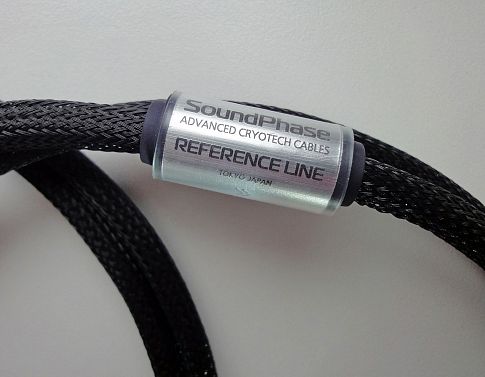 SoundPhase
ADVANCED CRYOTECH CABLES
REFERENCE LINE
TOKYO JAPAN